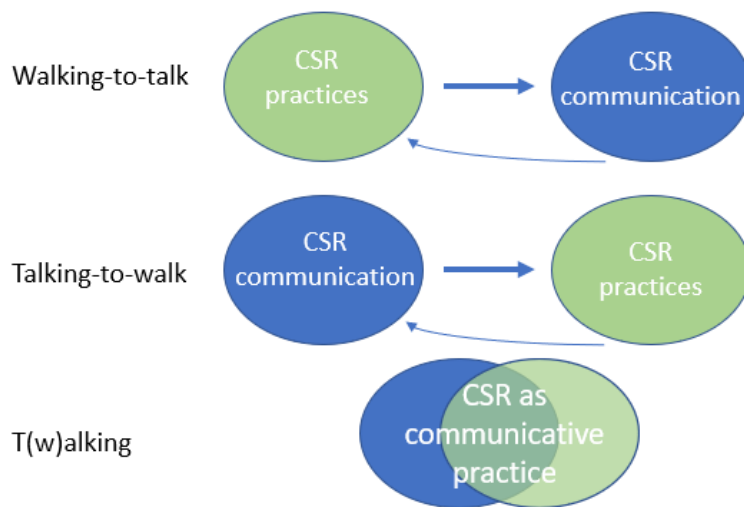 Walking-to-talk
CSR
practices
CSR
communication
Talking-to-walk
CSR
communication
CSR
practices
T(w)alking
CSR as
communicative
practice